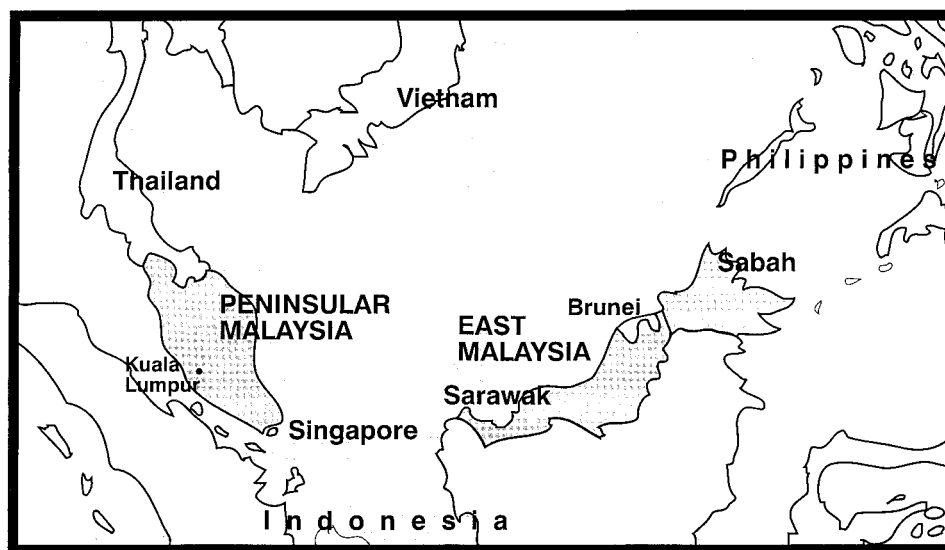 Vietnam
Philippines
Thailand
Sabah
PENINSULAR
MALAYSIA
Brunei
EAST
MALAYSIA
Kuala
Lumpur
Sarawak
Singapore
Indonesia